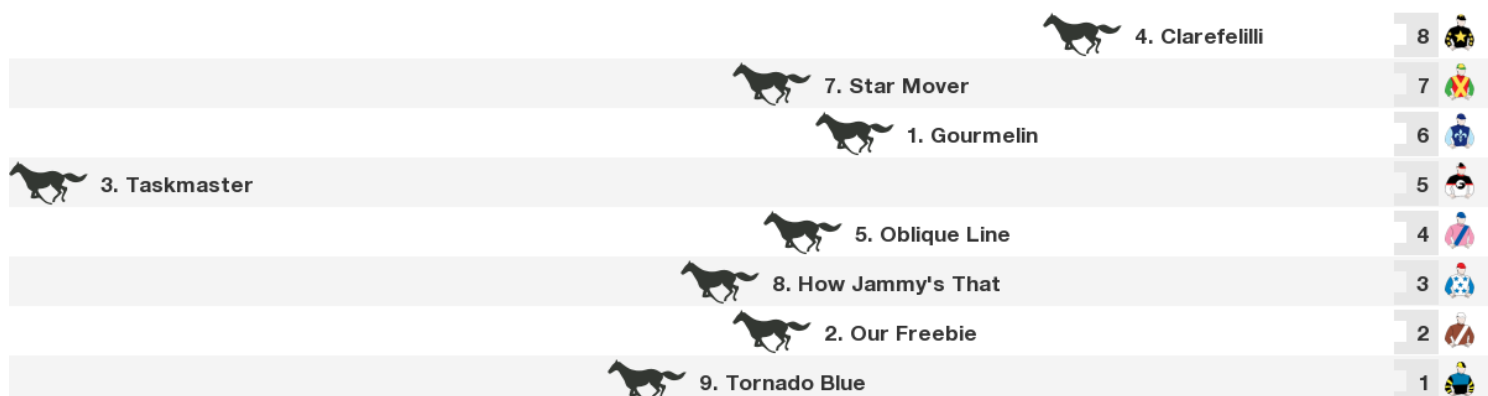 4. Clarefelilli 8
7. Star Mover 7
1. Gourmelin 6
3. Taskmaster 5
5. Oblique Line 4
8. How Jammy's That 3
2. Our Freebie 2
9. Tornado Blue 1